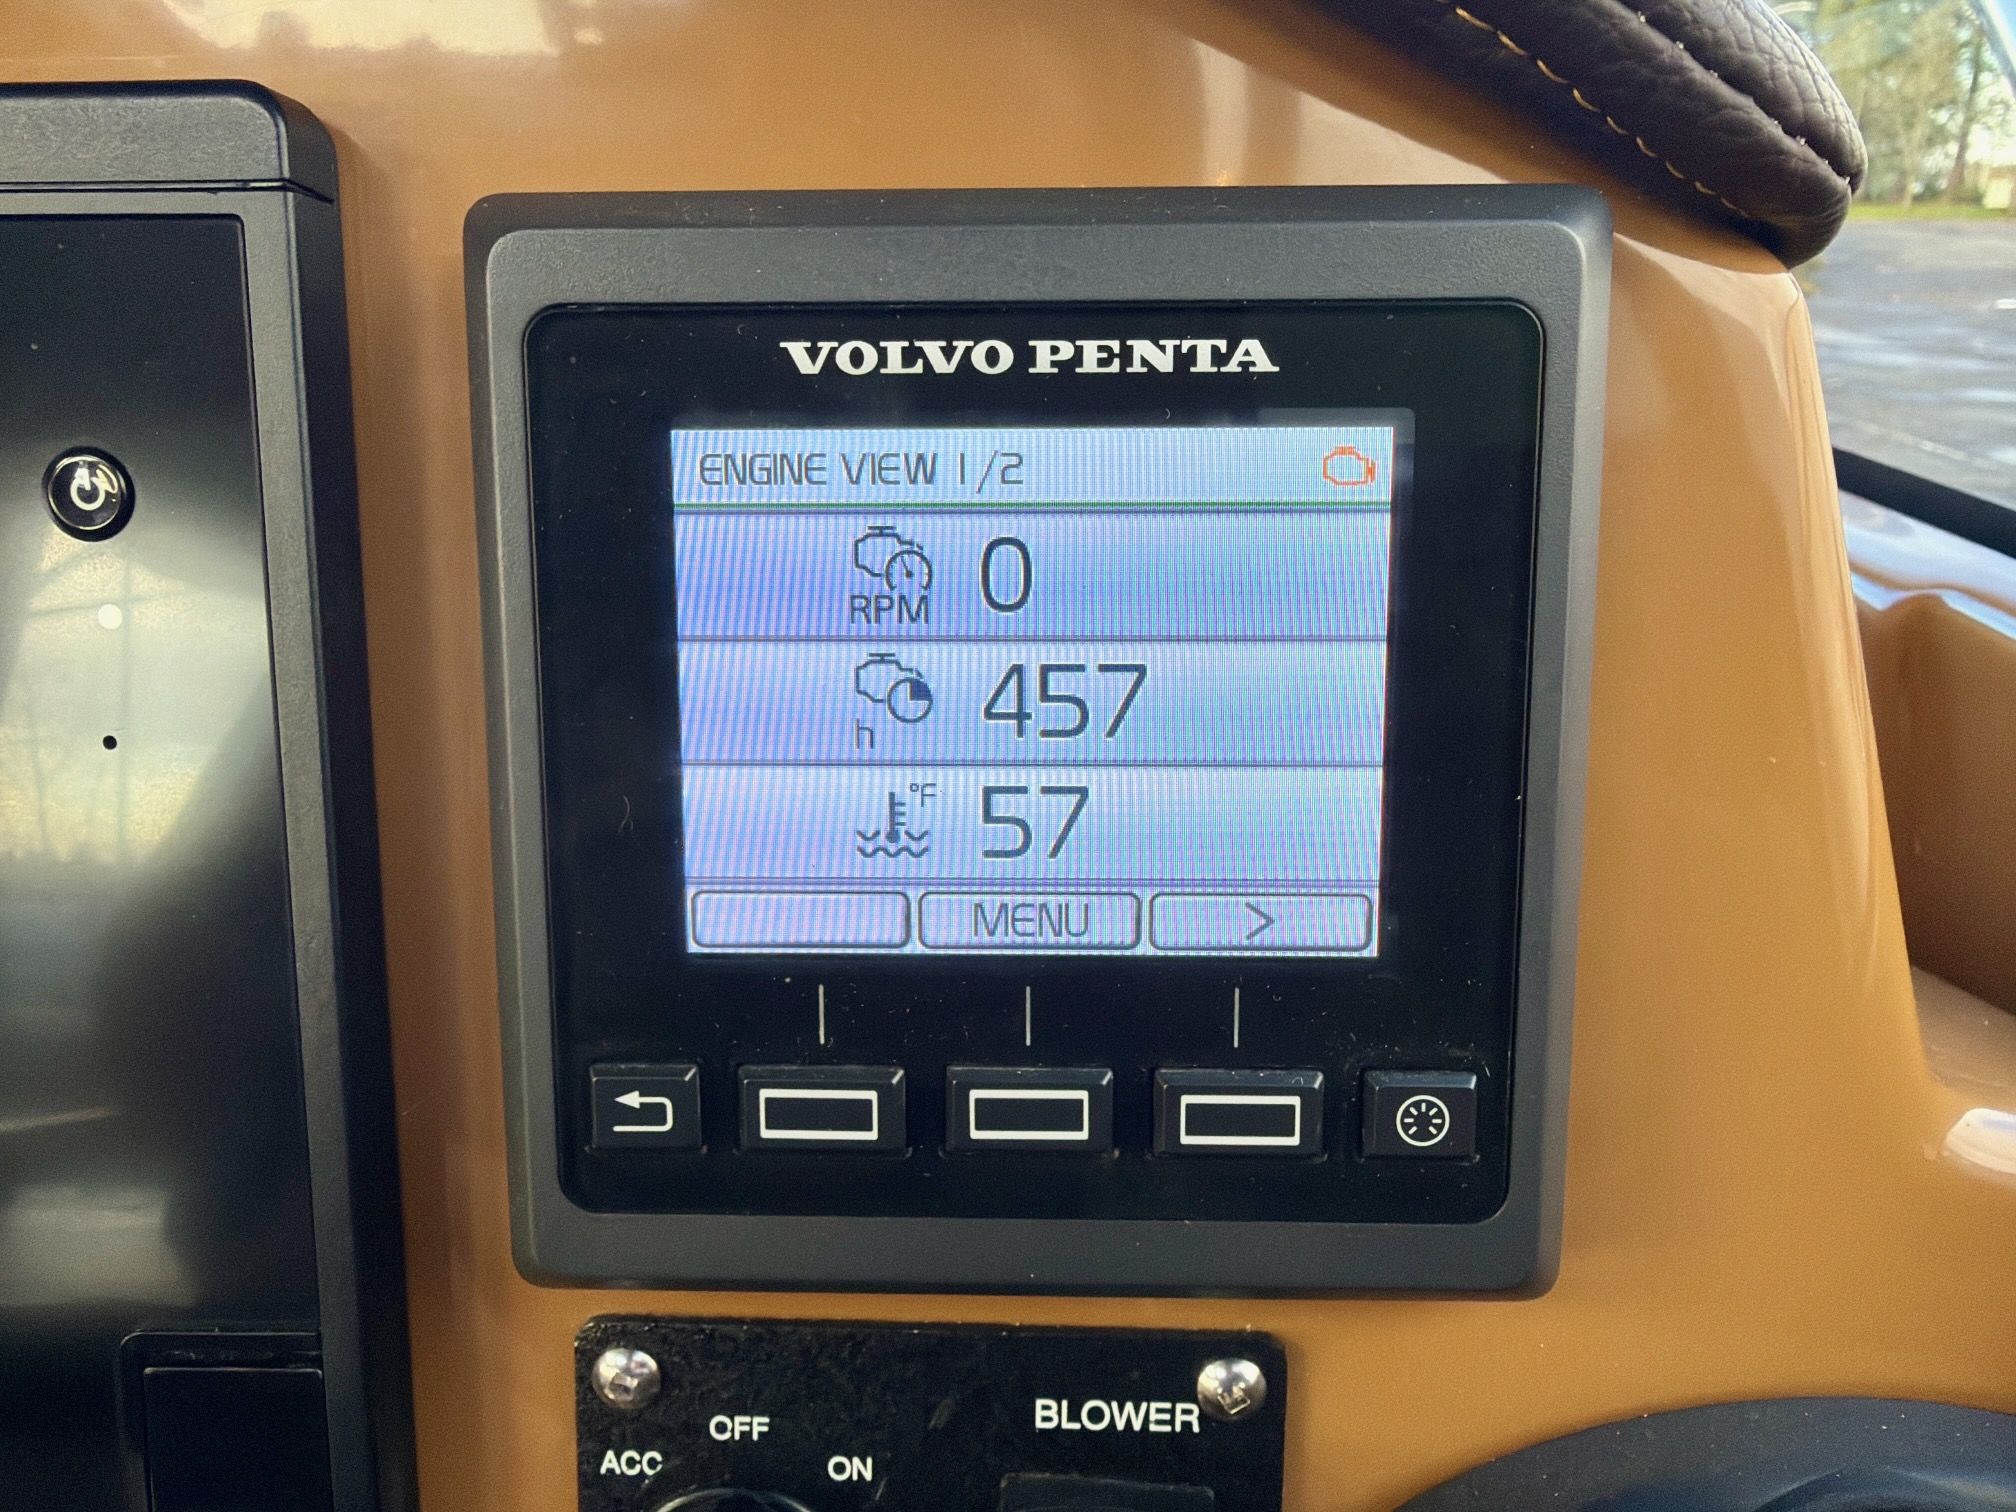 VOLVO PENTA
ENGINE VIEW 1/2
RPM 0
h 457
°F 57
MENU >
OFF
BLOWER
ACC
ON